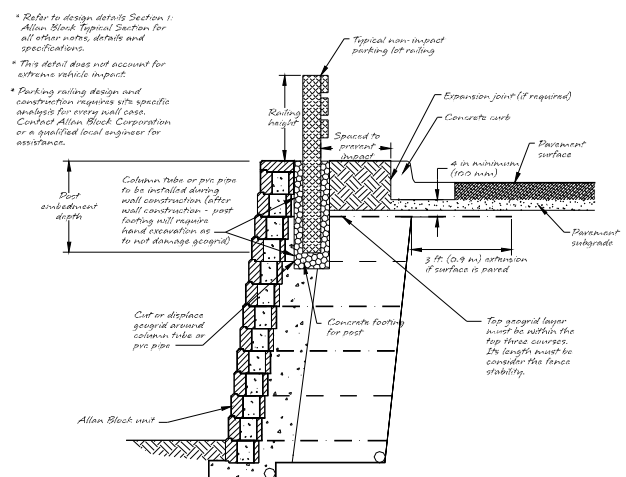 * Refer to design details Section 1:
Allan Block Typical Section for
all other notes, details and
specifications.
* This detail does not account for
extreme vehicle impact.
* Parking railing design and
construction requires site specific
analysis for every wall case.
Contact Allan Block Corporation
or a qualified local engineer for
assistance.
Typical non-impact
parking lot railing
Railing
height
Expansion joint (if required)
Concrete curb
Spaced to
prevent
impact
Pavement
surface
4 in minimum
(100 mm)
Post
embedment
depth
Column tube or pvc pipe
to be installed during
wall construction (after
wall construction - post
footing will require
hand excavation as
to not damage geogrid)
Pavement
subgrade
3 ft. (0.9 m) extension
if surface is paved
Cut or displace
geogrid around
column tube or
pvc pipe
Concrete footing
for post
Top geogrid layer
must be within the
top three courses.
Its length must be
consider the fence
stability.
Allan Block unit